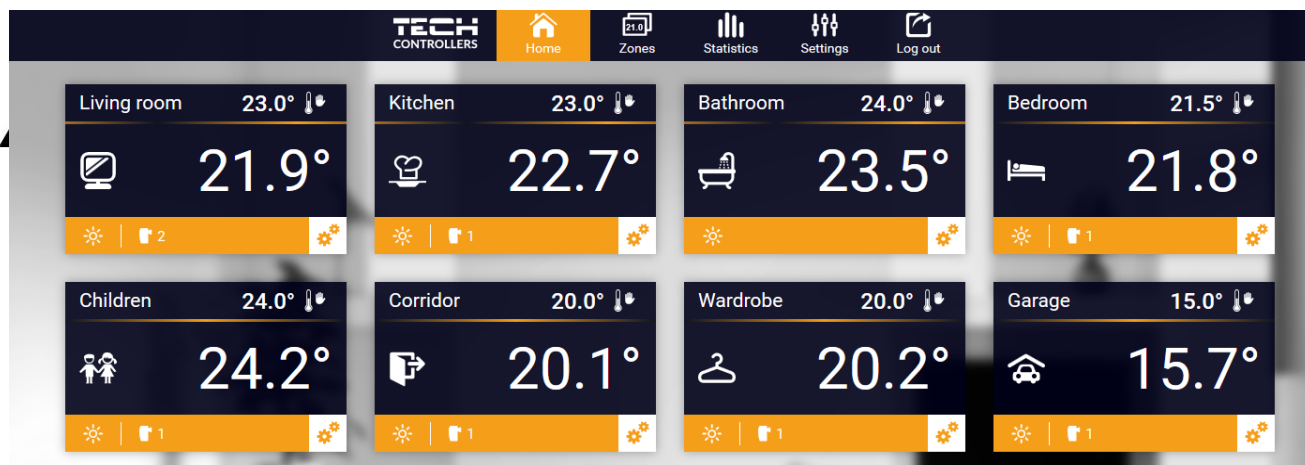 TECH
CONTROLLERS
Home
21.0
Zones
Statistics
Settings
Log out
Living room 23.0°
21.9°
2
Kitchen 23.0°
22.7°
1
Bathroom 24.0°
23.5°
Bedroom 21.5°
21.8°
1
Children 24.0°
24.2°
1
Corridor 20.0°
20.1°
1
Wardrobe 20.0°
20.2°
1
Garage 15.0°
15.7°
1